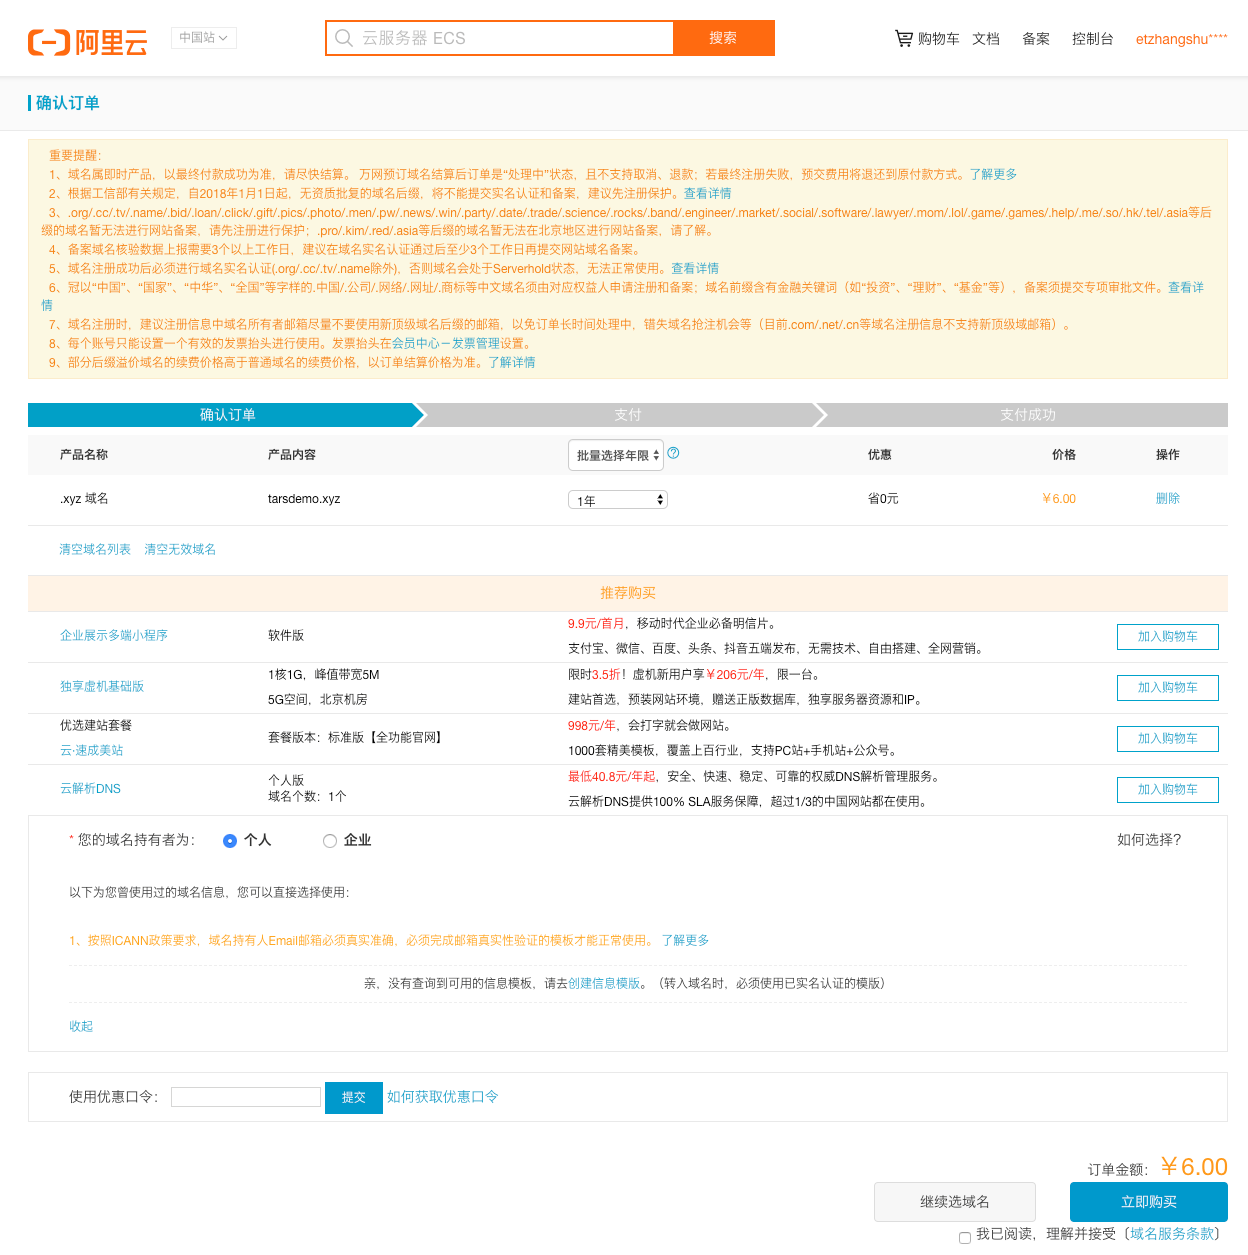 阿里云
中国站
云服务器 ECS
搜索
购物车 文档 备案 控制台 etzhangshu****
确认订单
重要提醒：
1、域名属即时产品，以最终付款成功为准，请尽快结算。 万网预订域名结算后订单是“处理中”状态，且不支持取消、退款；若最终注册失败，预交费用将退还到原付款方式。了解更多
2、根据工信部有关规定，自2018年1月1日起，无资质批复的域名后缀，将不能提交实名认证和备案，建议先注册保护。查看详情
3、.org/.cc/.tv/.name/.bid/.loan/.click/.gift/.pics/.photo/.men/.pw/.news/.win/.party/.date/.trade/.science/.rocks/.band/.engineer/.market/.social/.software/.lawyer/.mom/.lol/.game/.games/.help/.me/.so/.hk/.tel/.asia等后
缀的域名暂无法进行网站备案，请先注册进行保护；.pro/.kim/.red/.asia等后缀的域名暂无法在北京地区进行网站备案，请了解。
4、备案域名核验数据上报需要3个以上工作日，建议在域名实名认证通过后至少3个工作日再提交网站域名备案。
5、域名注册成功后必须进行域名实名认证(.org/.cc/.tv/.name除外)，否则域名会处于Serverhold状态，无法正常使用。查看详情
6、冠以“中国”、“国家”、“中华”、“全国”等字样的.中国/.公司/.网络/.网址/.商标等中文域名须由对应权益人申请注册和备案；域名前缀含有金融关键词（如“投资”、“理财”、“基金”等），备案须提交专项审批文件。查看详
情
7、域名注册时，建议注册信息中域名所有者邮箱尽量不要使用新顶级域名后缀的邮箱，以免订单长时间处理中，错失域名抢注机会等（目前.com/.net/.cn等域名注册信息不支持新顶级域邮箱）。
8、每个账号只能设置一个有效的发票抬头进行使用。发票抬头在会员中心－发票管理设置。
9、部分后缀溢价域名的续费价格高于普通域名的续费价格，以订单结算价格为准。了解详情
确认订单 支付 支付成功
产品名称 产品内容 批量选择年限 ? 优惠 价格 操作
.xyz 域名 tarsdemo.xyz 1年 省0元 ￥6.00 删除
清空域名列表 清空无效域名
推荐购买
企业展示多端小程序 软件版 9.9元/首月，移动时代企业必备明信片。
支付宝、微信、百度、头条、抖音五端发布，无需技术、自由搭建、全网营销。 加入购物车
独享虚机基础版 1核1G，峰值带宽5M 限时3.5折！虚机新用户享￥206元/年，限一台。
5G空间，北京机房 建站首选，预装网站环境，赠送正版数据库，独享服务器资源和IP。 加入购物车
优选建站套餐 套餐版本：标准版【全功能官网】 998元/年，会打字就会做网站。
云·速成美站 1000套精美模板，覆盖上百行业，支持PC站+手机站+公众号。 加入购物车
云解析DNS 个人版 最低40.8元/年起，安全、快速、稳定、可靠的权威DNS解析管理服务。
域名个数：1个 云解析DNS提供100% SLA服务保障，超过1/3的中国网站都在使用。 加入购物车
* 您的域名持有者为： 个人 企业 如何选择?
以下为您曾使用过的域名信息，您可以直接选择使用：
1、按照ICANN政策要求，域名持有人Email邮箱必须真实准确，必须完成邮箱真实性验证的模板才能正常使用。 了解更多
亲，没有查询到可用的信息模板，请去创建信息模版。（转入域名时，必须使用已实名认证的模版）
收起
使用优惠口令： 提交 如何获取优惠口令
订单金额：￥6.00
继续选域名 立即购买
我已阅读，理解并接受〔域名服务条款〕